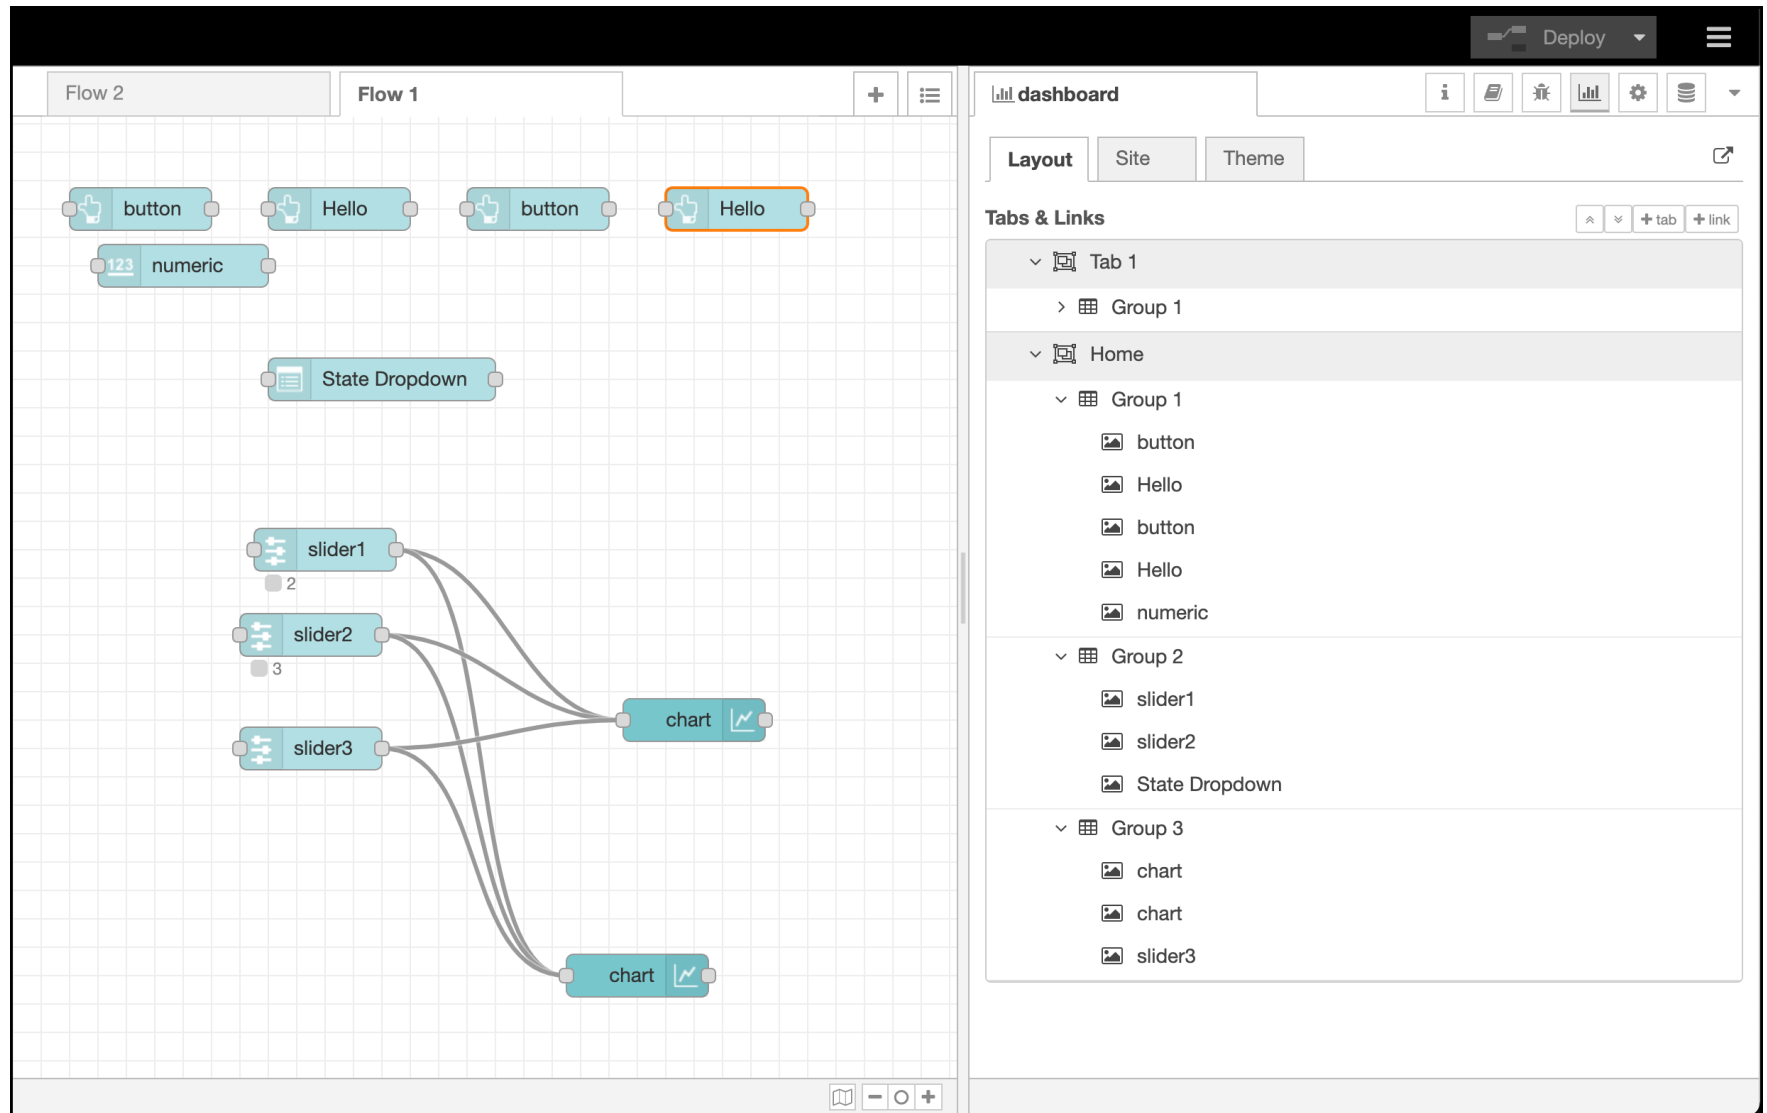 Deploy
Flow 2
Flow 1
dashboard
Layout
Site
Theme
Tabs & Links
tab
link
button
Hello
button
Hello
123 numeric
State Dropdown
slider1
2
slider2
3
slider3
chart
chart
Tab 1
Group 1
Home
Group 1
button
Hello
button
Hello
numeric
Group 2
slider1
slider2
State Dropdown
Group 3
chart
chart
slider3